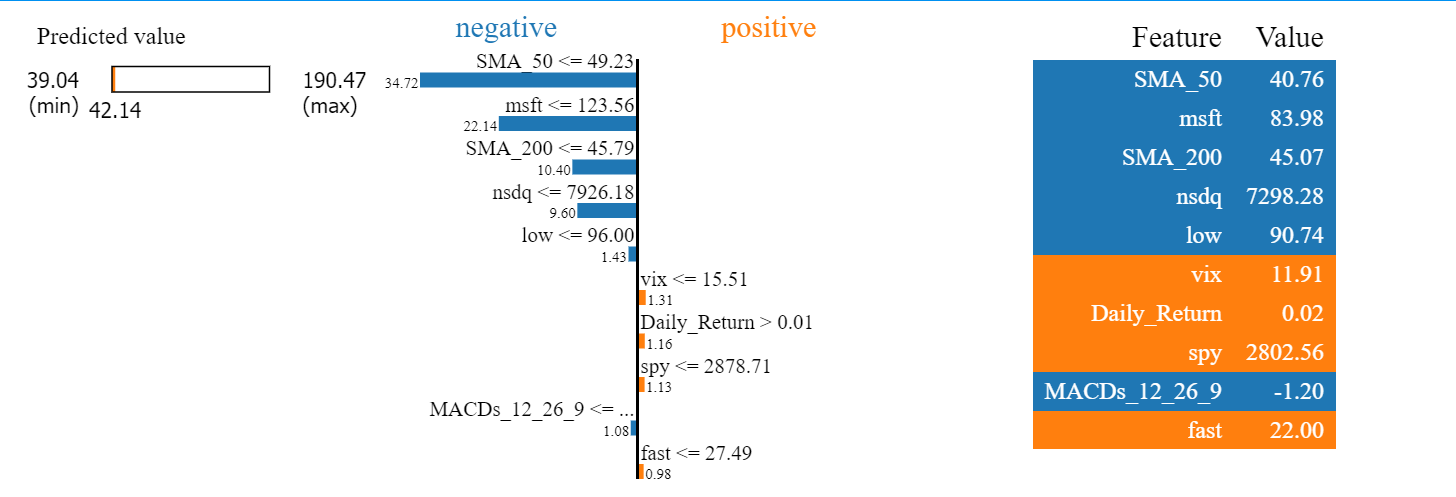 Predicted value
39.04
(min)
42.14
190.47
(max)
negative
positive
SMA_50 <= 49.23
34.72
msft <= 123.56
22.14
SMA_200 <= 45.79
10.40
nsdq <= 7926.18
9.60
low <= 96.00
1.43
vix <= 15.51
1.31
Daily_Return > 0.01
1.16
spy <= 2878.71
1.13
MACDs_12_26_9 <= ...
1.08
fast <= 27.49
0.98
Feature Value
SMA_50 40.76
msft 83.98
SMA_200 45.07
nsdq 7298.28
low 90.74
vix 11.91
Daily_Return 0.02
spy 2802.56
MACDs_12_26_9 -1.20
fast 22.00